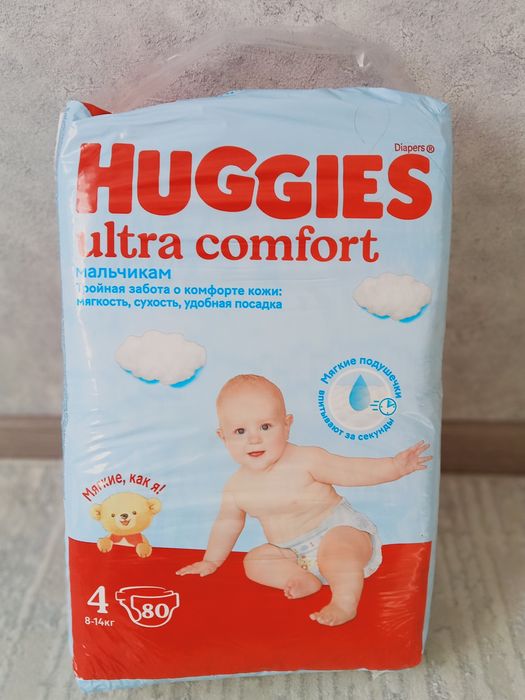 Diapers®
HUGGIES
ultra comfort
мальчикам
Тройная забота о комфорте кожи:
мягкость, сухость, удобная посадка
Мягкие подушечки
впитывают за секунды
Мягкие, как я!
4
80
8-14кг